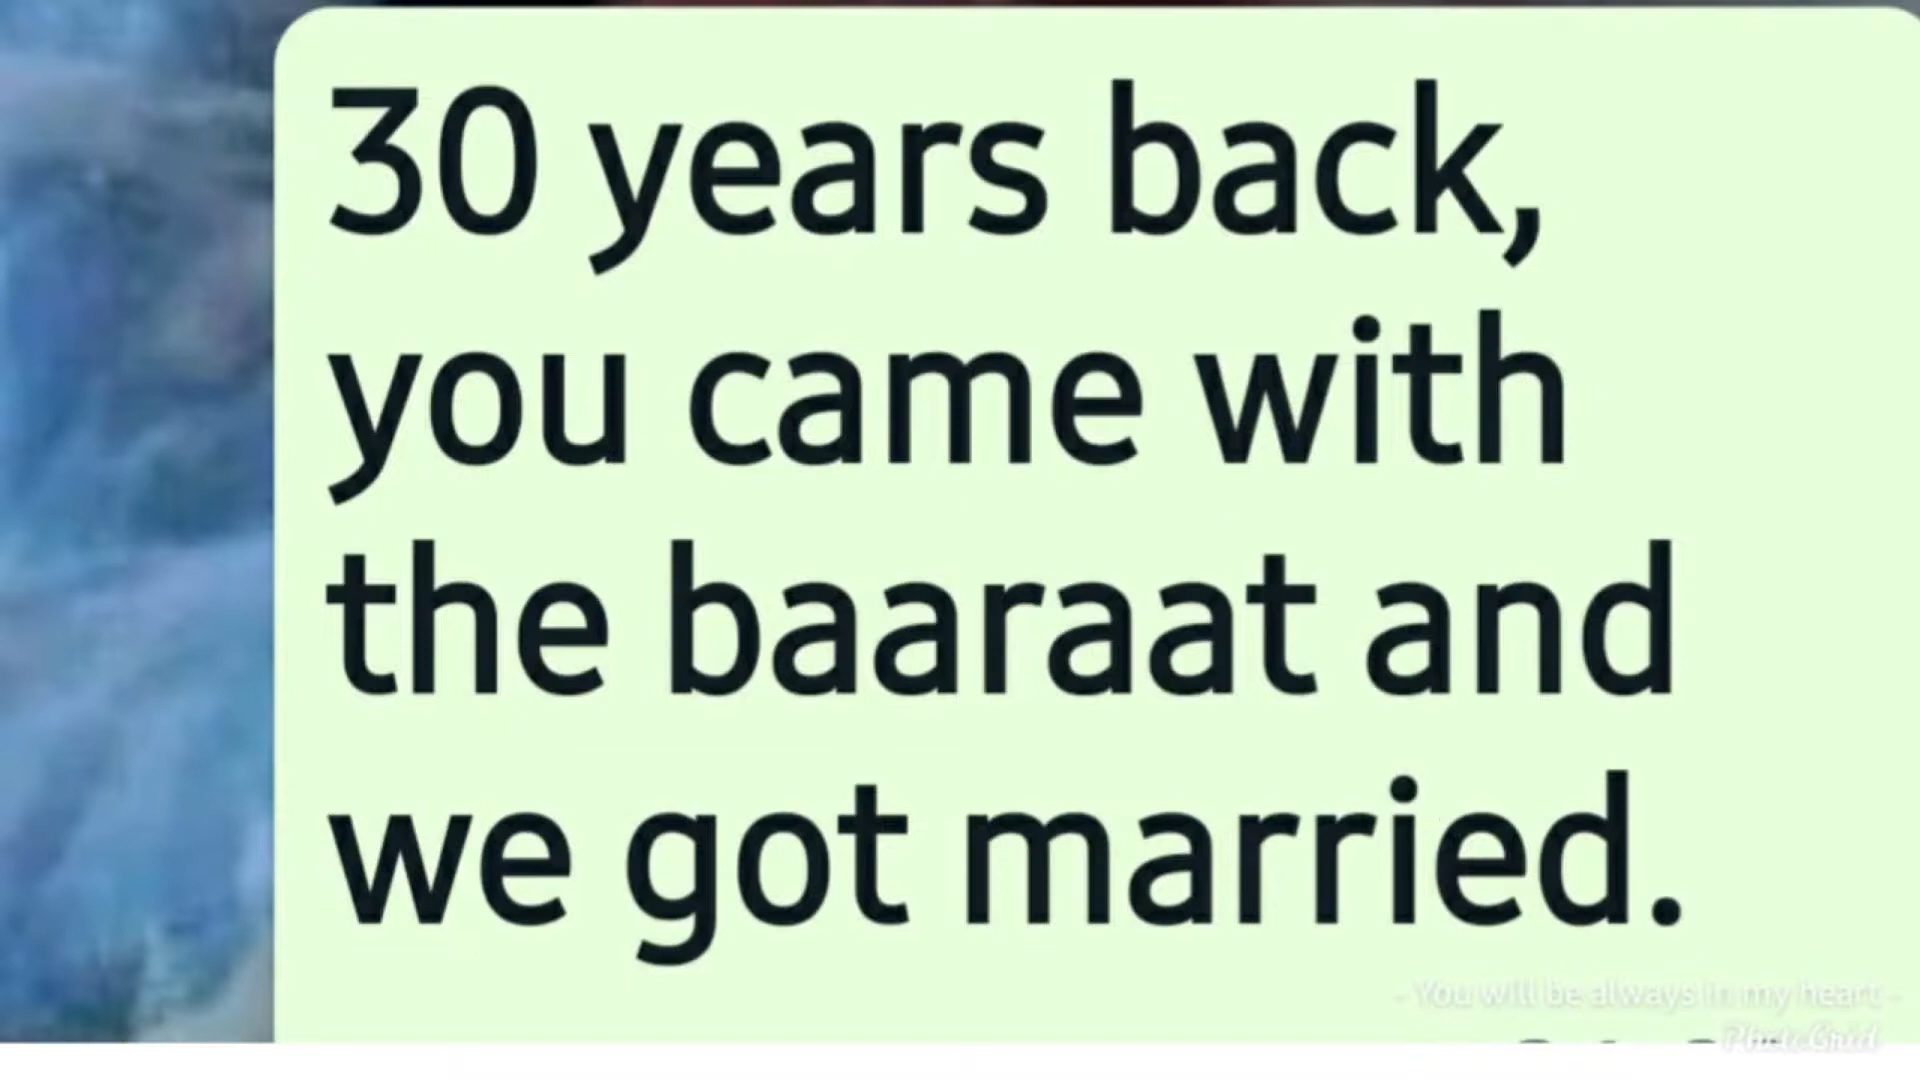 30 years back,
you came with
the baaraat and
we got married.
- You will be always in my heart -
PhotoGrid